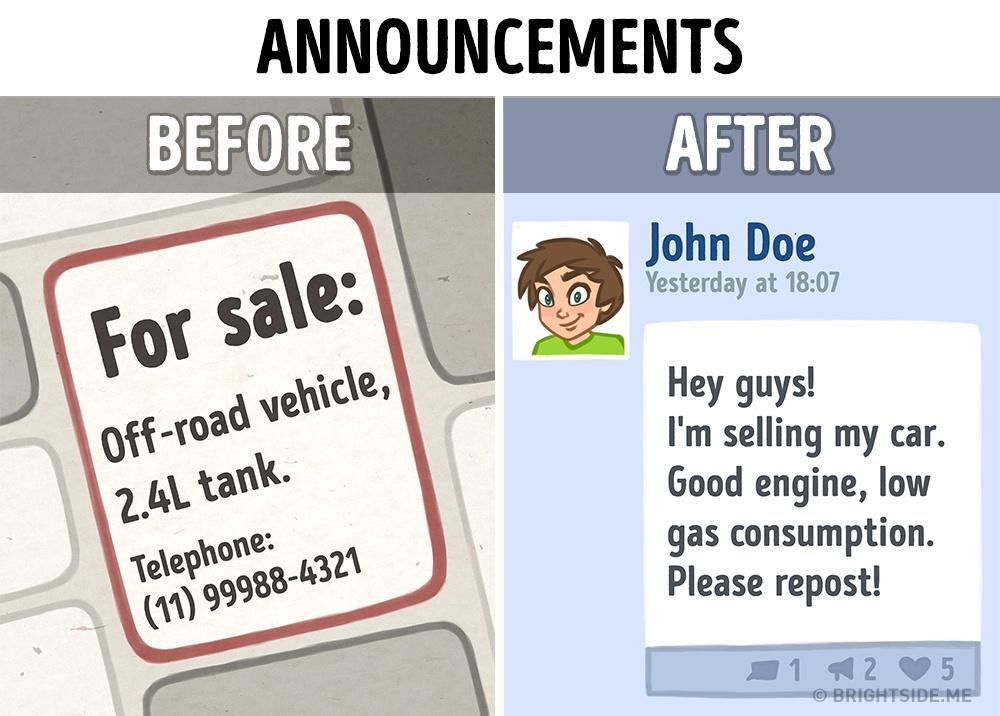 ANNOUNCEMENTS
BEFORE
For sale:
Off-road vehicle,
2.4L tank.
Telephone:
(11) 99988-4321
AFTER
John Doe
Yesterday at 18:07
Hey guys!
I'm selling my car.
Good engine, low
gas consumption.
Please repost!
1 2 5
© BRIGHTSIDE.ME